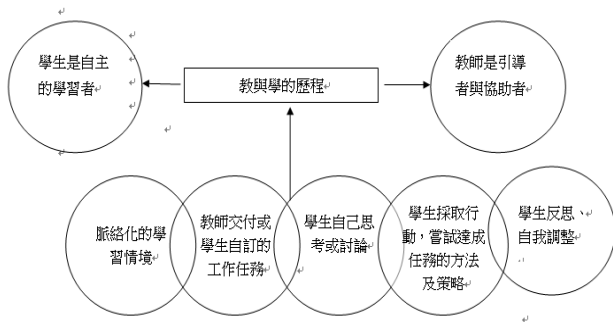 學生是自主
的學習者
教與學的歷程
教師是引導
者與協助者
脈絡化的學
習情境
教師交付或
學生自訂的
工作任務
學生自己思
考或討論
學生採取行
動，嘗試達成
任務的方法
及策略
學生反思、
自我調整